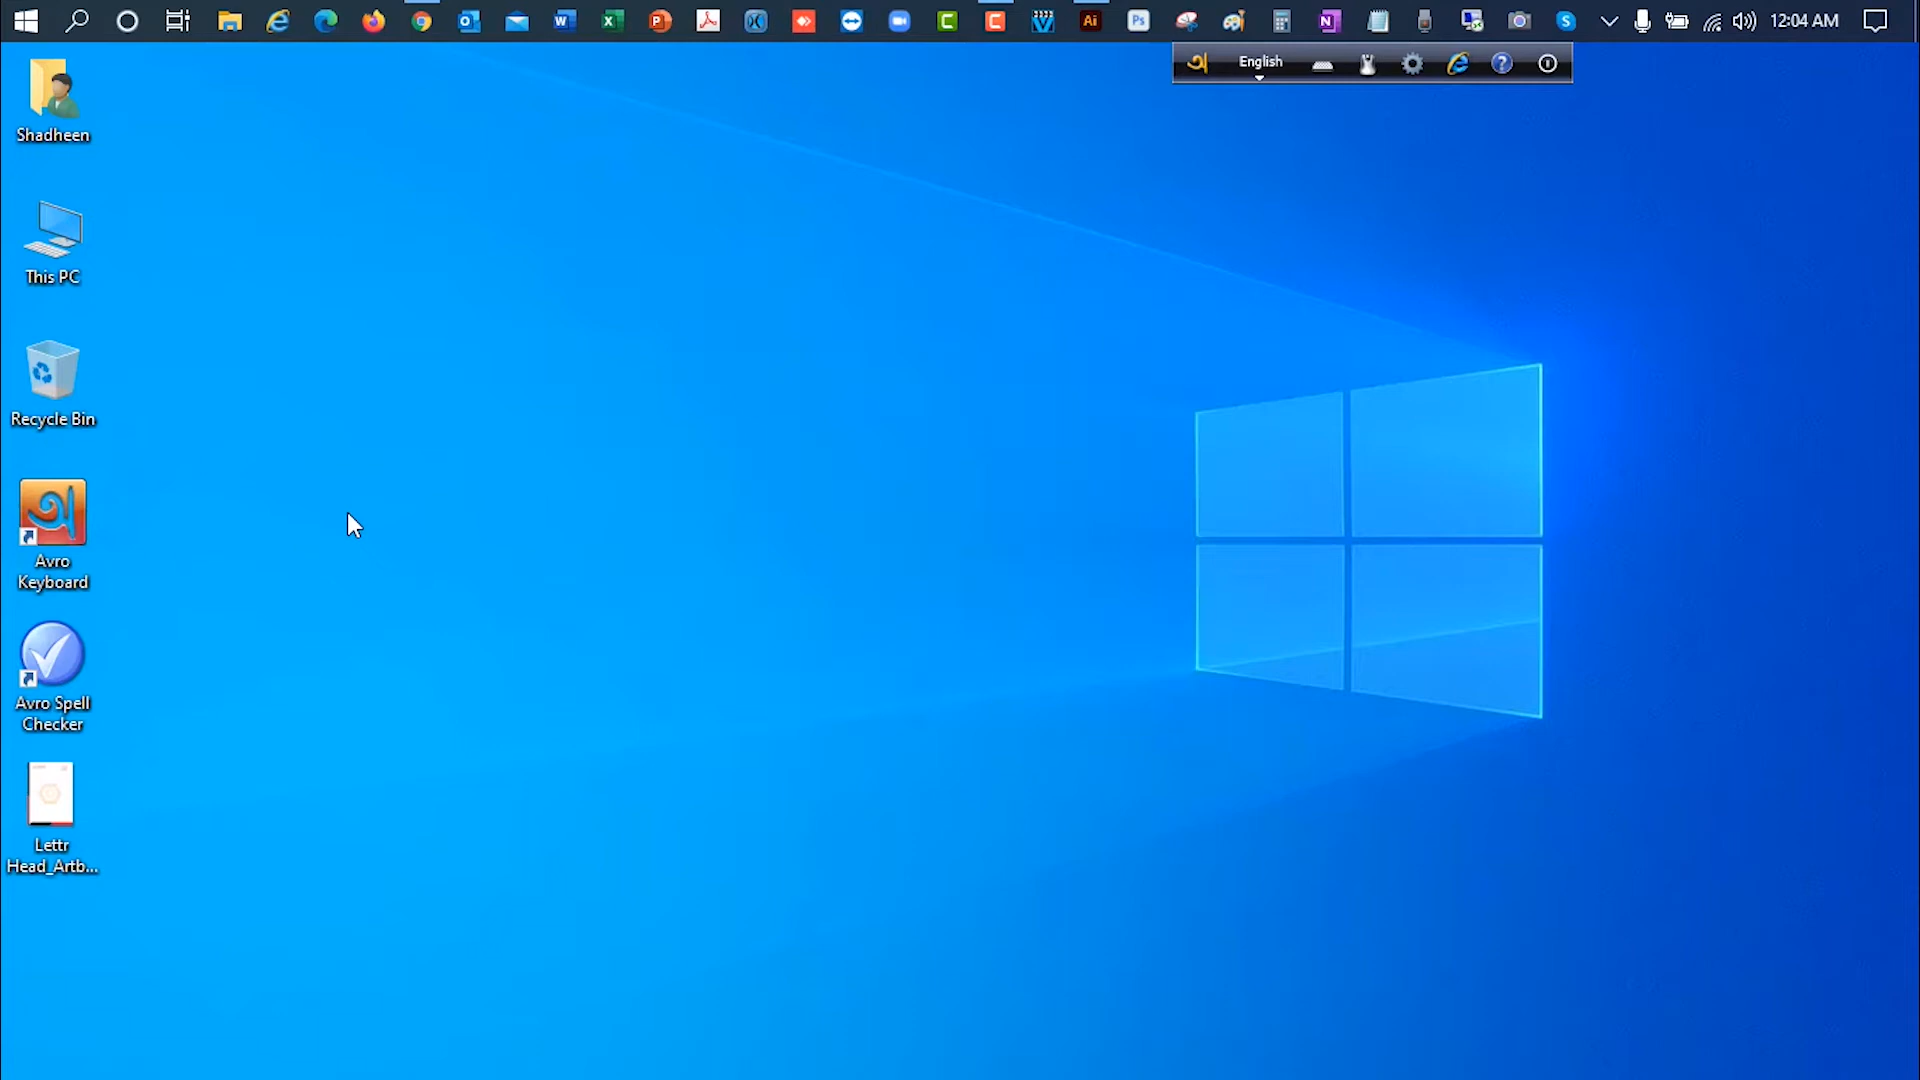 12:04 AM
English
Shadheen
This PC
Recycle Bin
Avro
Keyboard
Avro Spell
Checker
Lettr
Head_Artb...